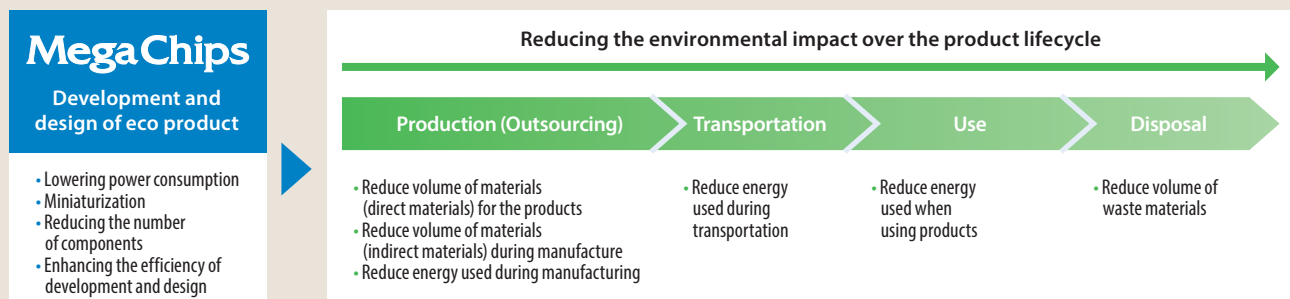 MegaChips
Development and
design of eco product
• Lowering power consumption
• Miniaturization
• Reducing the number
of components
• Enhancing the efficiency of
development and design
Reducing the environmental impact over the product lifecycle
Production (Outsourcing)
Transportation
Use
Disposal
• Reduce volume of materials
(direct materials) for the products
• Reduce volume of materials
(indirect materials) during manufacture
• Reduce energy used during manufacturing
• Reduce energy
used during
transportation
• Reduce energy
used when
using products
• Reduce volume of
waste materials